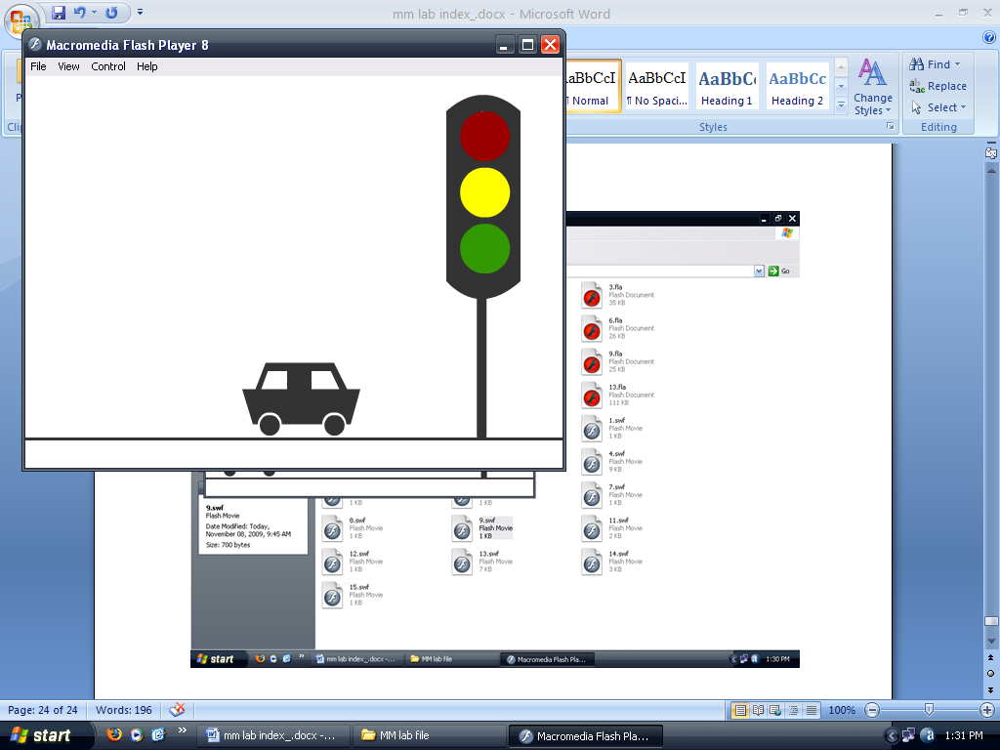 mm lab index_.docx - Microsoft Word
Macromedia Flash Player 8
File View Control Help
AaBbCcI AaBbCc AaBbCc
Normal ¶ No Spaci... Heading 1 Heading 2
Change
Styles
Styles
Find
Replace
Select
Editing
Go
3.fla
Flash Document
35 KB
6.fla
Flash Document
26 KB
9.fla
Flash Document
25 KB
13.fla
Flash Document
111 KB
1.swf
Flash Movie
1 KB
4.swf
Flash Movie
9 KB
7.swf
Flash Movie
1 KB
1 KB
1 KB
9.swf
Flash Movie
Date Modified: Today,
November 08, 2009, 9:45 AM
Size: 700 bytes
8.swf
Flash Movie
1 KB
9.swf
Flash Movie
1 KB
11.swf
Flash Movie
2 KB
12.swf
Flash Movie
1 KB
13.swf
Flash Movie
7 KB
14.swf
Flash Movie
3 KB
15.swf
Flash Movie
1 KB
start mm lab index_.docx -... MM lab file Macromedia Flash Pla... 1:30 PM
Page: 24 of 24 Words: 196 100%
start mm lab index_.docx -... MM lab file Macromedia Flash Pla... 1:31 PM